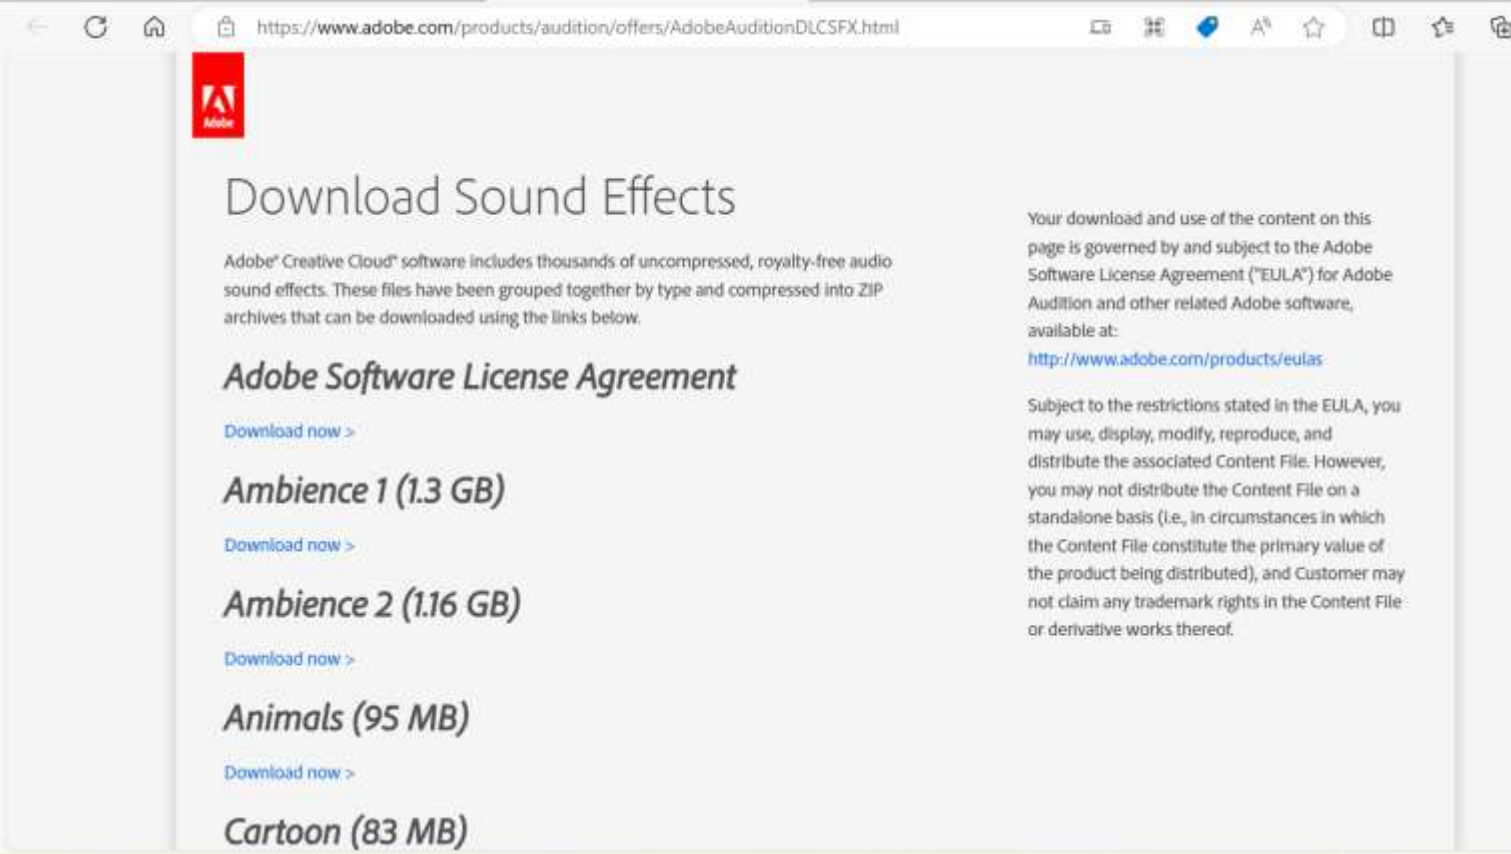 https://www.adobe.com/products/audition/offers/AdobeAuditionDLCSFX.html
Adobe
Download Sound Effects
Adobe® Creative Cloud® software includes thousands of uncompressed, royalty-free audio
sound effects. These files have been grouped together by type and compressed into ZIP
archives that can be downloaded using the links below.
Adobe Software License Agreement
Download now >
Ambience 1 (1.3 GB)
Download now >
Ambience 2 (1.16 GB)
Download now >
Animals (95 MB)
Download now >
Cartoon (83 MB)
Your download and use of the content on this
page is governed by and subject to the Adobe
Software License Agreement ("EULA") for Adobe
Audition and other related Adobe software,
available at:
http://www.adobe.com/products/eulas
Subject to the restrictions stated in the EULA, you
may use, display, modify, reproduce, and
distribute the associated Content File. However,
you may not distribute the Content File on a
standalone basis (i.e., in circumstances in which
the Content File constitute the primary value of
the product being distributed), and Customer may
not claim any trademark rights in the Content File
or derivative works thereof.